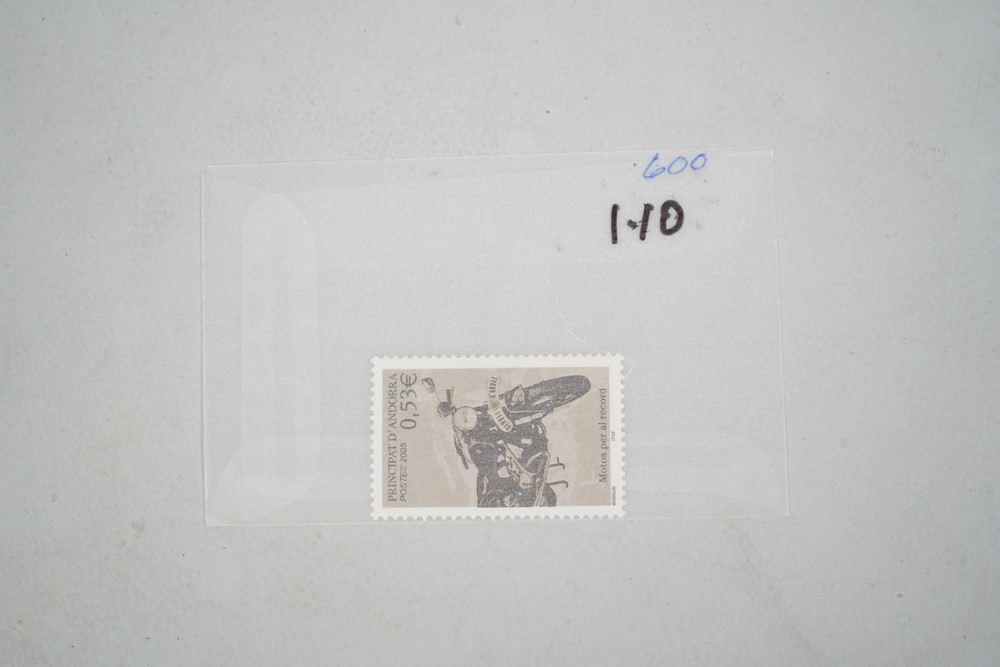 600
1.10
PRINCIPAT D'ANDORRA
POSTES 2005
0,53€
Motos per al record